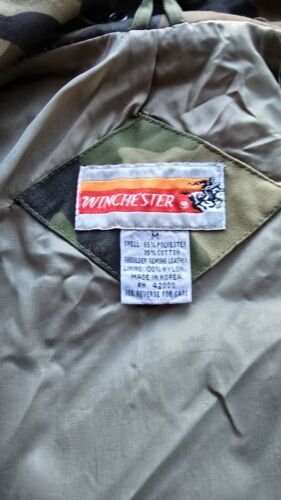 WINCHESTER
M
SHELL: 65% POLYESTER
35% COTTON
SHOULDER: GENUINE LEATHER
LINING: 100% NYLON
MADE IN KOREA
RN. 42000
SEE REVERSE FOR CARE